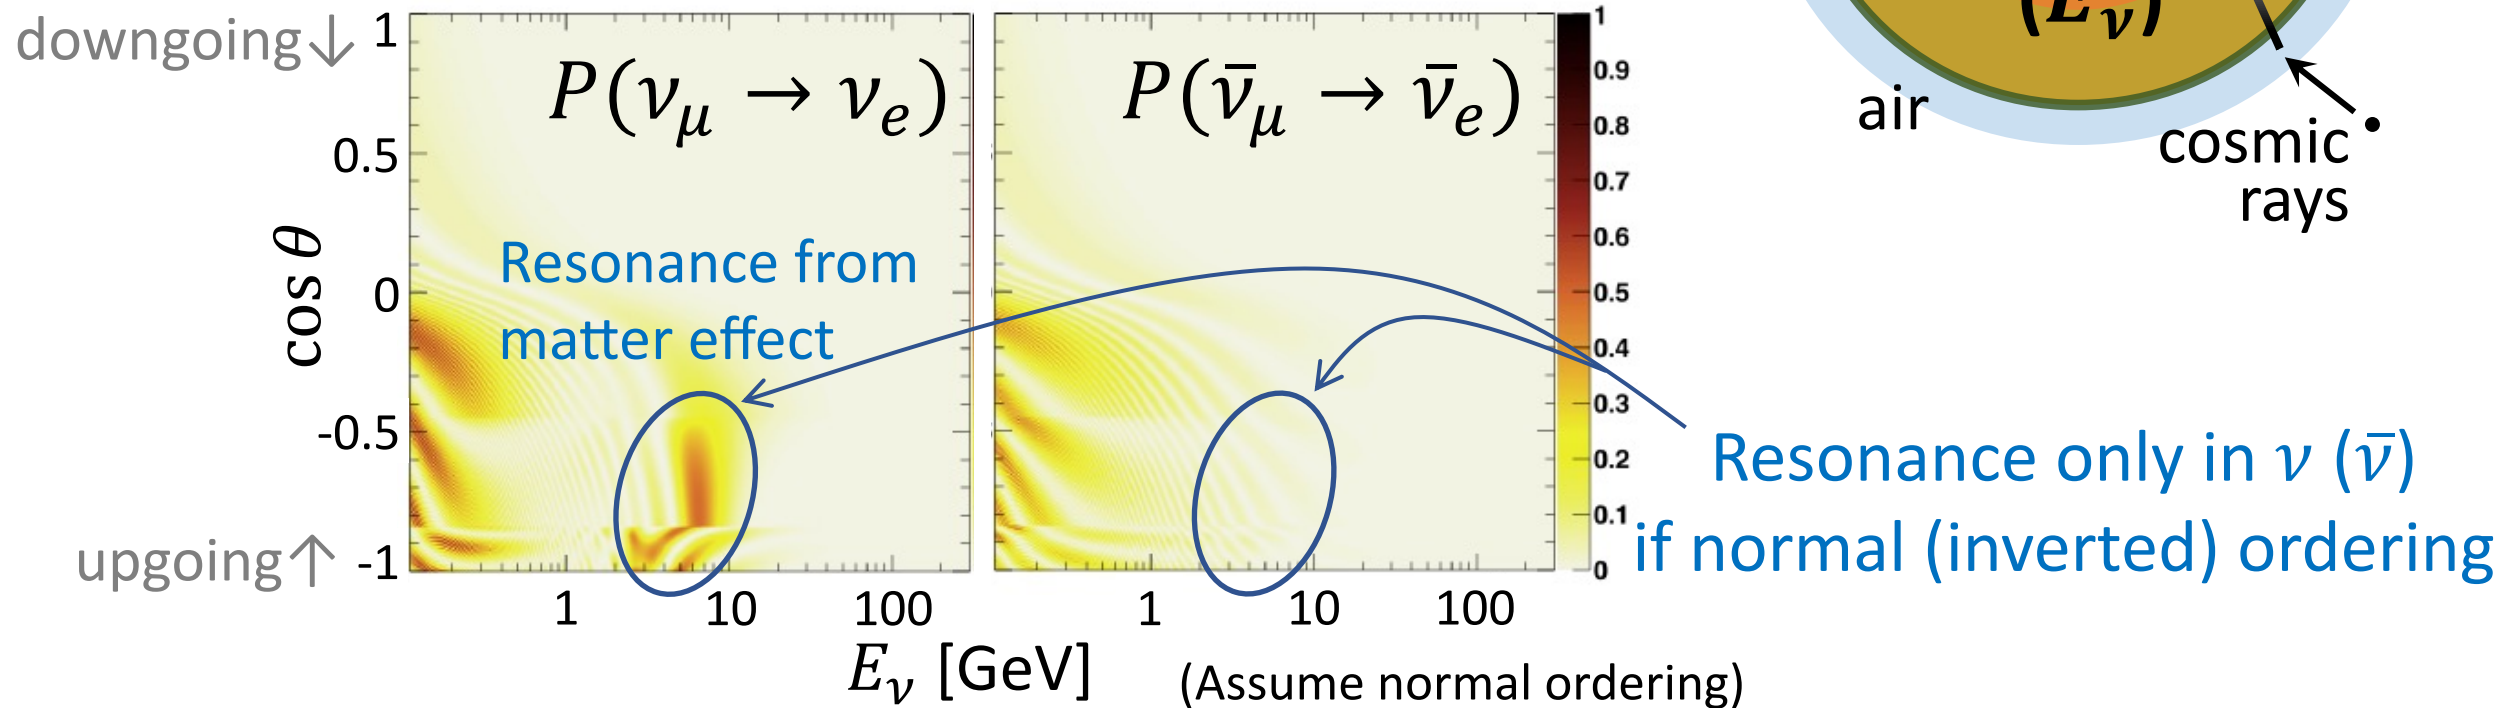 downgoing ↓
1
0.5
0
-0.5
-1
cos θ
upgoing ↑
P(ν_μ → ν_e)
Resonance from
matter effect
P(ν̄_μ → ν̄_e)
1
0.9
0.8
0.7
0.6
0.5
0.4
0.3
0.2
0.1
0
1 10 100
1 10 100
E_ν [GeV]
(Assume normal ordering)
(E_ν)
air
cosmic
rays
Resonance only in ν (ν̄)
if normal (inverted) ordering